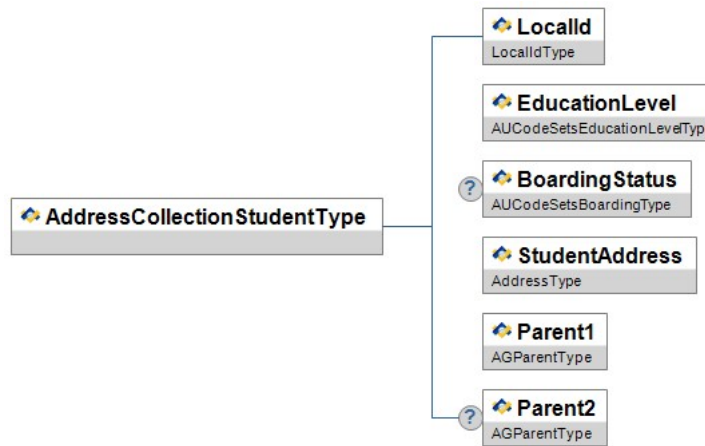 LocalId
LocalIdType
EducationLevel
AUCodeSetsEducationLevelTyp
?
BoardingStatus
AUCodeSetsBoardingType
AddressCollectionStudentType
StudentAddress
AddressType
Parent1
AGParentType
?
Parent2
AGParentType